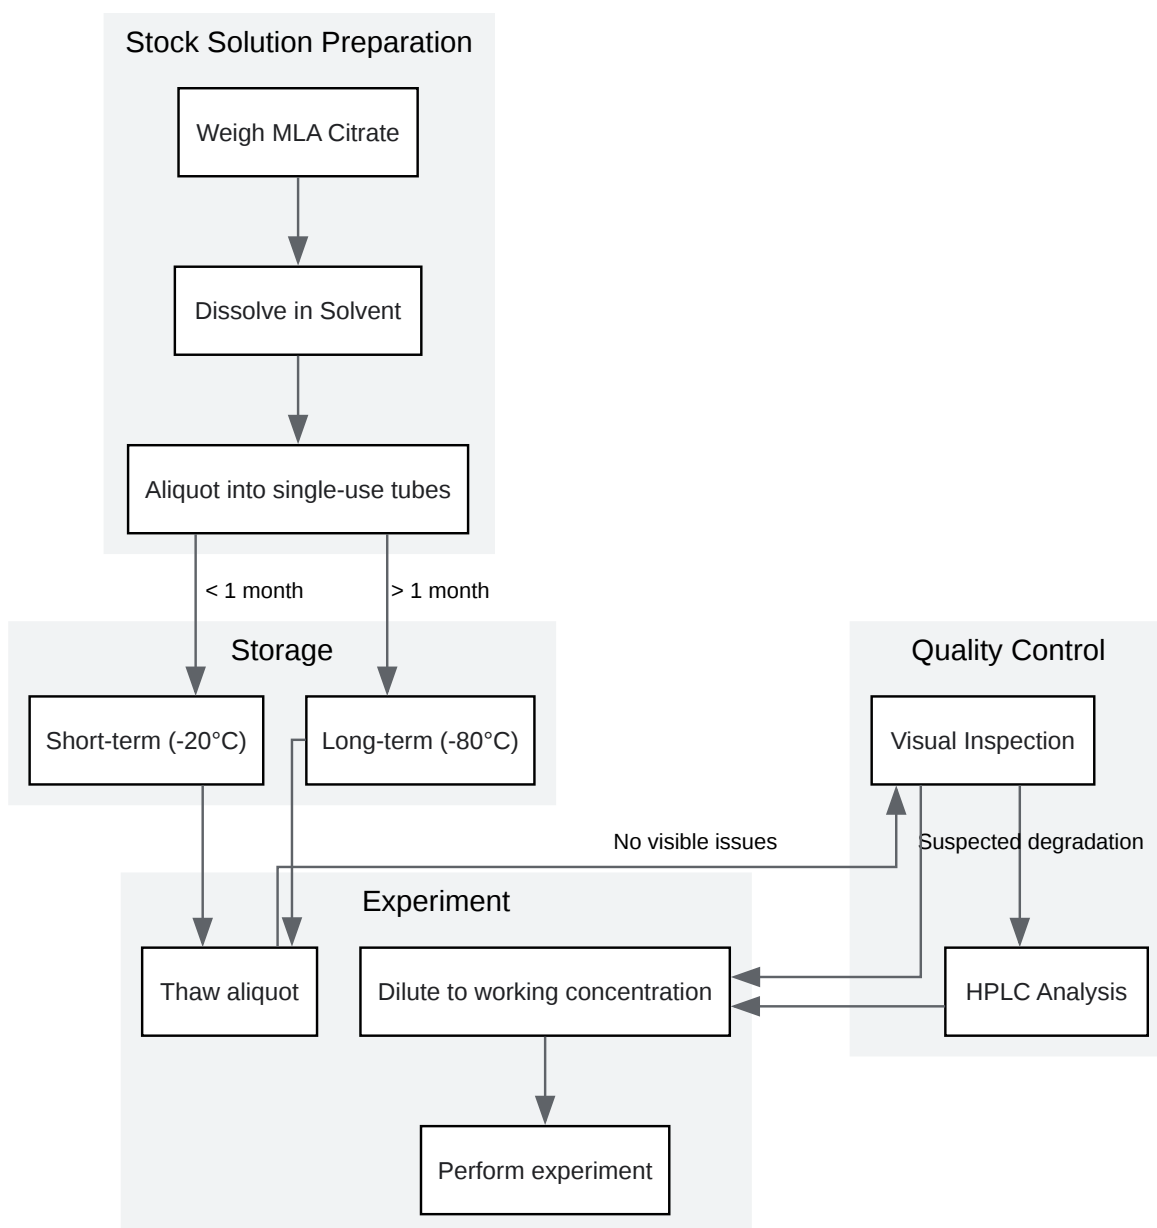 Stock Solution Preparation
Weigh MLA Citrate
Dissolve in Solvent
Aliquot into single-use tubes
< 1 month
> 1 month
Storage
Short-term (-20°C)
Long-term (-80°C)
Quality Control
Visual Inspection
No visible issues
Suspected degradation
Experiment
Thaw aliquot
Dilute to working concentration
HPLC Analysis
Perform experiment